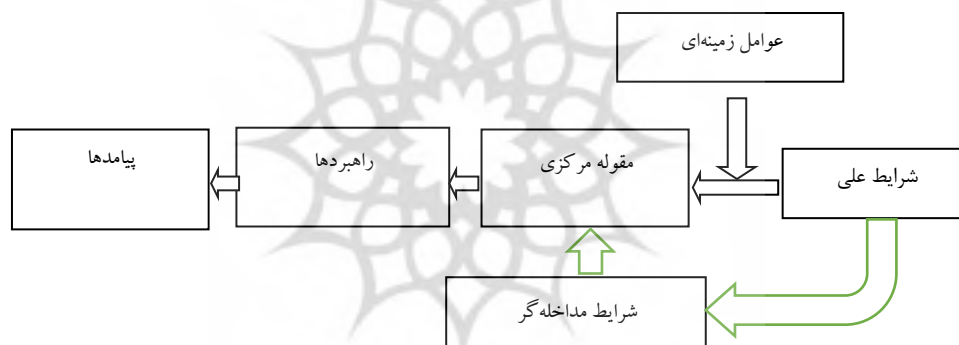 عوامل زمینه‌ای
شرایط علی
مقوله مرکزی
راهبردها
پیامدها
شرایط مداخله‌گر